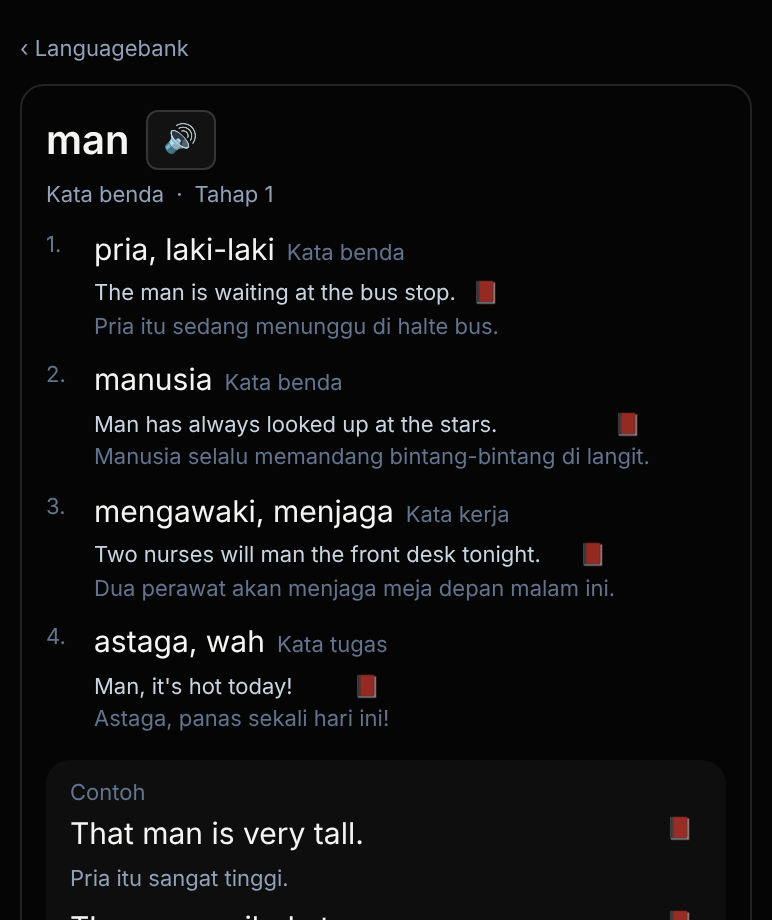 ‹ Languagebank
man
Kata benda · Tahap 1
1. pria, laki-laki Kata benda
The man is waiting at the bus stop.
Pria itu sedang menunggu di halte bus.
2. manusia Kata benda
Man has always looked up at the stars.
Manusia selalu memandang bintang-bintang di langit.
3. mengawaki, menjaga Kata kerja
Two nurses will man the front desk tonight.
Dua perawat akan menjaga meja depan malam ini.
4. astaga, wah Kata tugas
Man, it's hot today!
Astaga, panas sekali hari ini!
Contoh
That man is very tall.
Pria itu sangat tinggi.